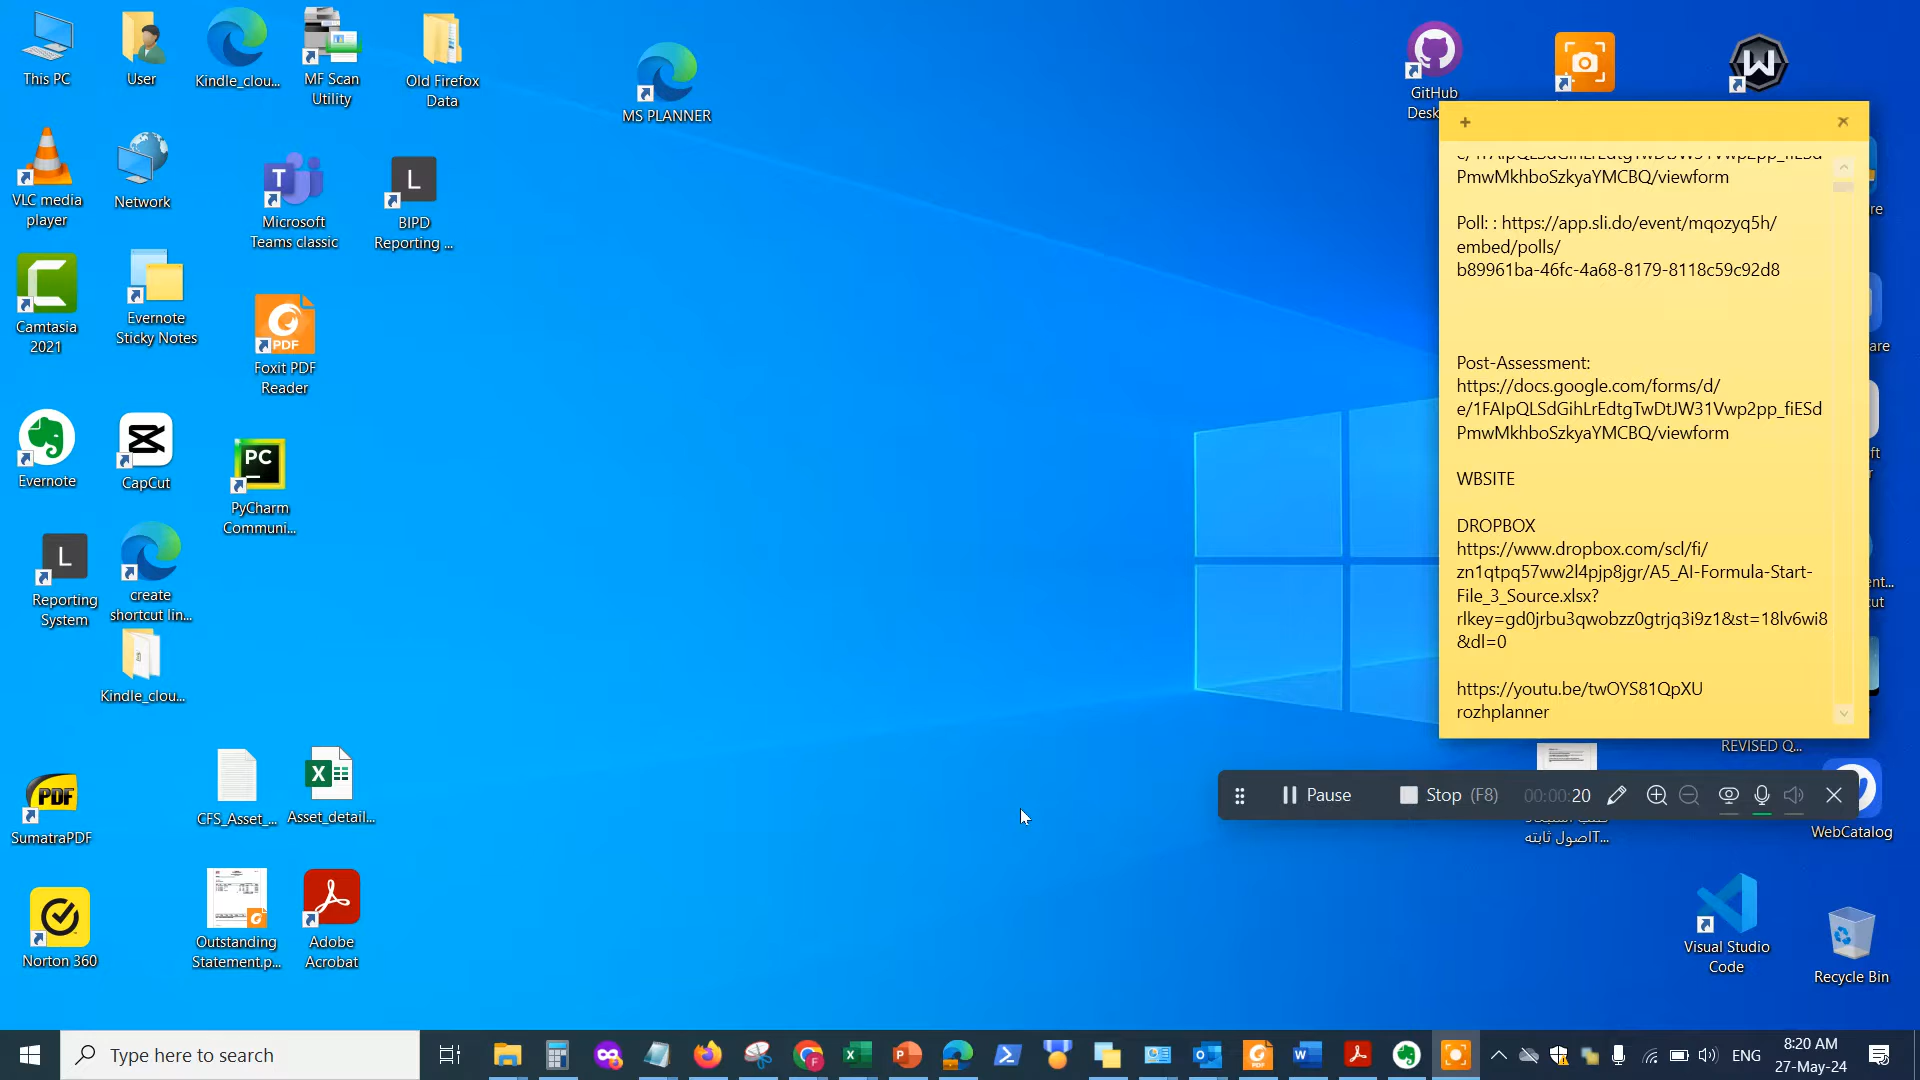 This PC
User
Kindle_clou...
MF Scan
Utility
Old Firefox
Data
MS PLANNER
GitHub
Desk
VLC media
player
Network
Microsoft
Teams classic
BIPD
Reporting ...
Camtasia
2021
Evernote
Sticky Notes
Foxit PDF
Reader
Evernote
CapCut
PyCharm
Communi...
Reporting
System
create
shortcut lin...
Kindle_clou...
SumatraPDF
CFS_Asset_...
Asset_detail...
Norton 360
Outstanding
Statement.p...
Adobe
Acrobat
PmwMkhboSzkyaYMCBQ/viewform
Poll: : https://app.sli.do/event/mqozyq5h/
embed/polls/
b89961ba-46fc-4a68-8179-8118c59c92d8
Post-Assessment:
https://docs.google.com/forms/d/
e/1FAIpQLSdGihLrEdtgTwDtJW31Vwp2pp_fiESd
PmwMkhboSzkyaYMCBQ/viewform
WBSITE
DROPBOX
https://www.dropbox.com/scl/fi/
zn1qtpq57ww2l4pjp8jgr/A5_AI-Formula-Start-
File_3_Source.xlsx?
rlkey=gd0jrbu3qwobzz0gtrjq3i9z1&st=18lv6wi8
&dl=0
https://youtu.be/twOYS81QpXU
rozhplanner
REVISED Q...
Pause
Stop (F8)
00:00:20
اصول ثابته T...
WebCatalog
Visual Studio
Code
Recycle Bin
Type here to search
ENG
8:20 AM
27-May-24